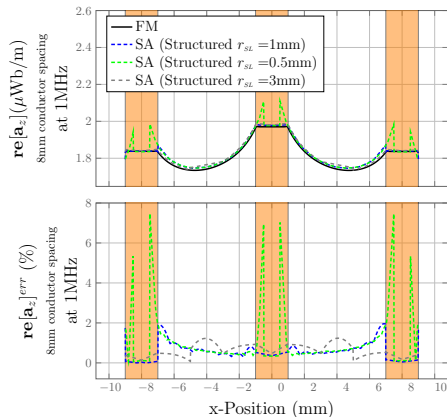 2.6
2.4
2.2
2
1.8
re[a_z](μWb/m)
8mm conductor spacing
at 1MHz
FM
SA (Structured r_SL =1mm)
SA (Structured r_SL =0.5mm)
SA (Structured r_SL =3mm)
8
6
4
2
0
re[a_z]^err (%)
8mm conductor spacing
at 1MHz
−10 −8 −6 −4 −2 0 2 4 6 8 10
x-Position (mm)